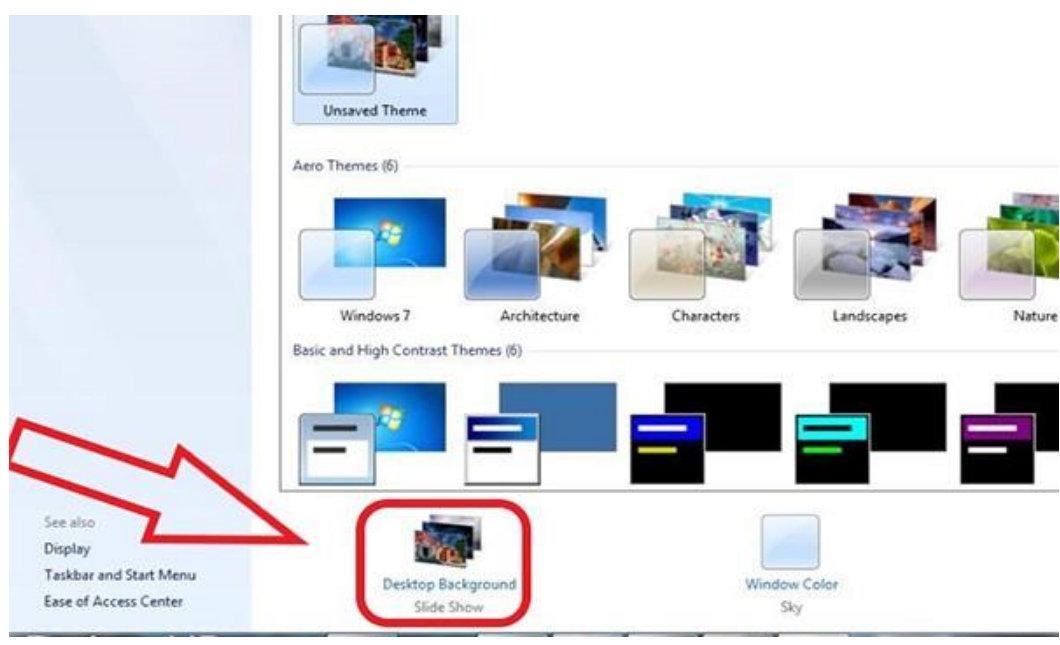 Unsaved Theme
Aero Themes (6)
Windows 7
Architecture
Characters
Landscapes
Nature
Basic and High Contrast Themes (6)
See also
Display
Taskbar and Start Menu
Ease of Access Center
Desktop Background
Slide Show
Window Color
Sky